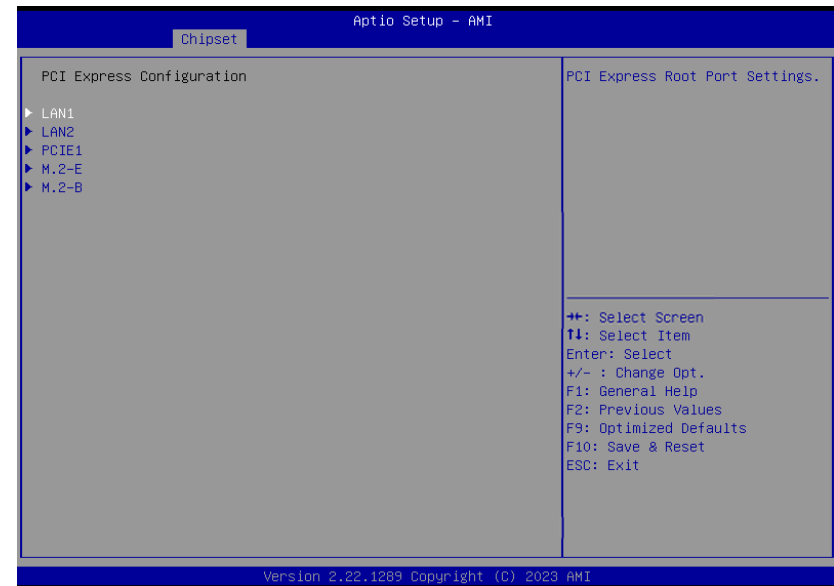 Aptio Setup – AMI
Chipset
PCI Express Configuration
LAN1
LAN2
PCIE1
M.2–E
M.2–B
PCI Express Root Port Settings.
→←: Select Screen
↑↓: Select Item
Enter: Select
+/– : Change Opt.
F1: General Help
F2: Previous Values
F9: Optimized Defaults
F10: Save & Reset
ESC: Exit
Version 2.22.1289 Copyright (C) 2023 AMI